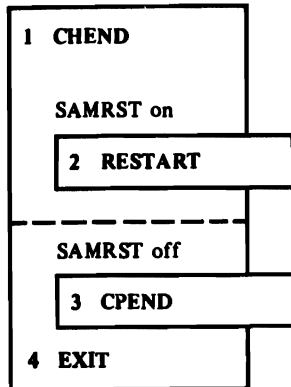 1 CHEND
SAMRST on
2 RESTART
SAMRST off
3 CPEND
4 EXIT